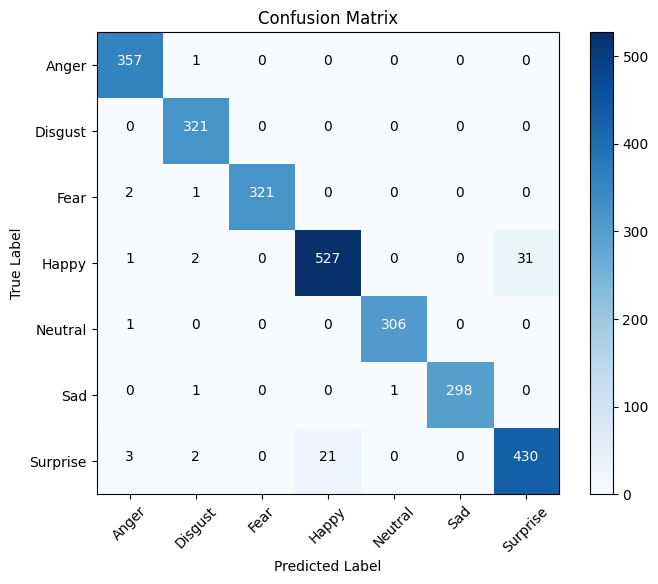 Confusion Matrix
True Label
Anger 357 1 0 0 0 0 0
Disgust 0 321 0 0 0 0 0
Fear 2 1 321 0 0 0 0
Happy 1 2 0 527 0 0 31
Neutral 1 0 0 0 306 0 0
Sad 0 1 0 0 1 298 0
Surprise 3 2 0 21 0 0 430
Anger Disgust Fear Happy Neutral Sad Surprise
Predicted Label
500
400
300
200
100
0